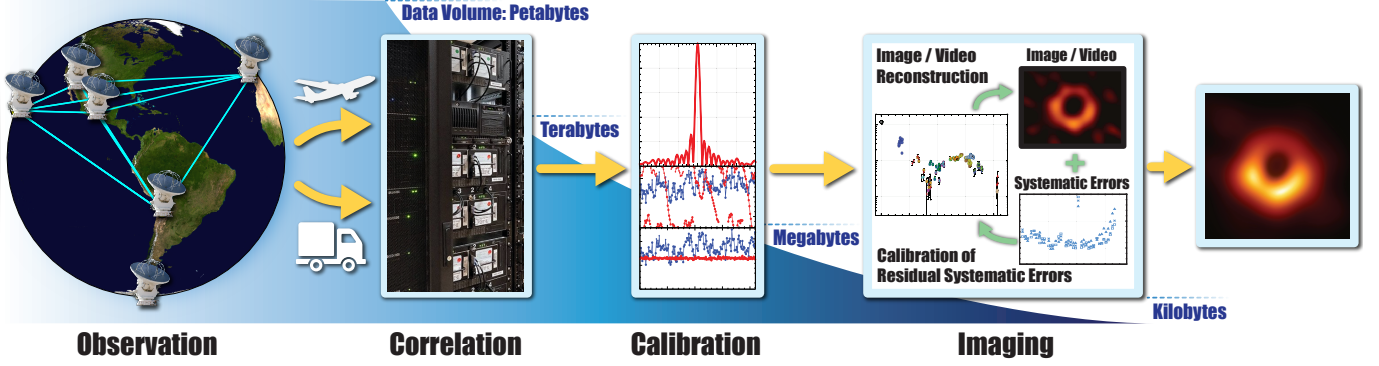 Data Volume: Petabytes
Terabytes
Megabytes
Kilobytes
Image / Video
Reconstruction
Image / Video
Systematic Errors
Calibration of
Residual Systematic Errors
Observation
Correlation
Calibration
Imaging